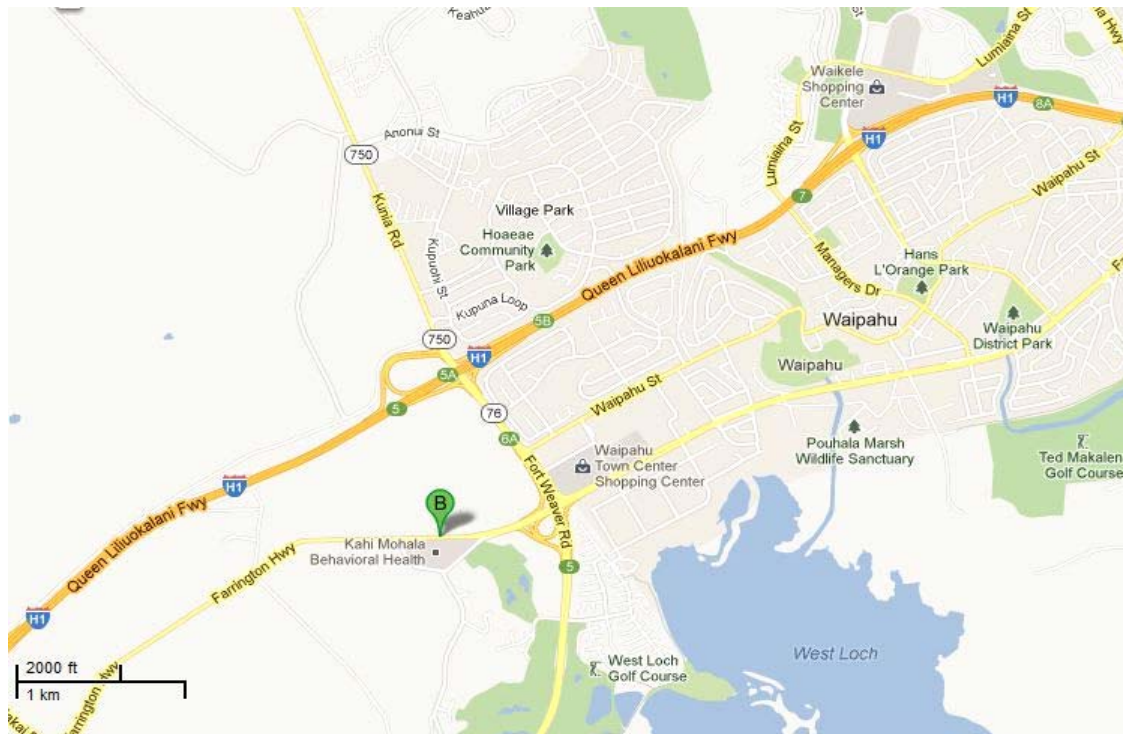 Keahua
Lumiaina St
Waikele
Shopping
Center
H1
8A
Anonui St
750
H1
Lumiaina St
Waipahu St
7
Kunia Rd
Village Park
Hoaeae
Community
Park
Kupuohi St
Queen Liliuokalani Fwy
Managers Dr
Hans
L'Orange Park
Kupuna Loop
5B
Waipahu
Waipahu
District Park
750
H1
5A
Waipahu
5
76
Waipahu St
6A
Pouhala Marsh
Wildlife Sanctuary
Ted Makalen
Golf Course
Waipahu
Town Center
Shopping Center
Fort Weaver Rd
H1
Queen Liliuokalani Fwy
B
Kahi Mohala
Behavioral Health
Farrington Hwy
5
H1
West Loch
West Loch
Golf Course
2000 ft
1 km
Farrington Hwy